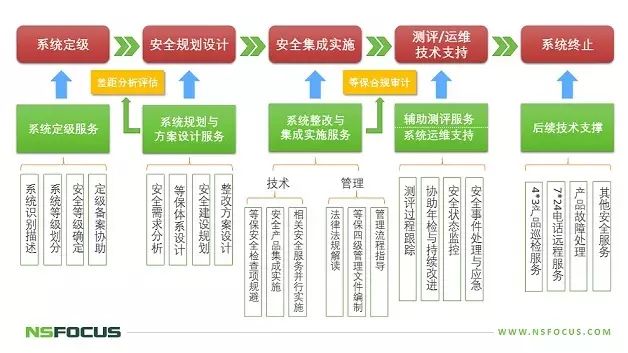 系统定级
安全规划设计
安全集成实施
测评/运维
技术支持
系统终止
差距分析评估
等保合规审计
系统定级服务
系统规划与
方案设计服务
系统整改与
集成实施服务
辅助测评服务
系统运维支持
后续技术支撑
技术
管理
系统识别描述
系统等级划分
安全等级确定
定级备案协助
安全需求分析
等保体系设计
安全建设规划
整改方案设计
等保安全检查项规避
安全产品集成实施
相关安全服务并行实施
法律法规解读
等保四级管理文件编制
管理流程指导
测评过程跟踪
协助年检与持续改进
安全状态监控
安全事件处理与应急
4*3产品巡检服务
7*24电话远程服务
产品故障处理
其他安全服务
NSFOCUS
WWW.NSFOCUS.COM